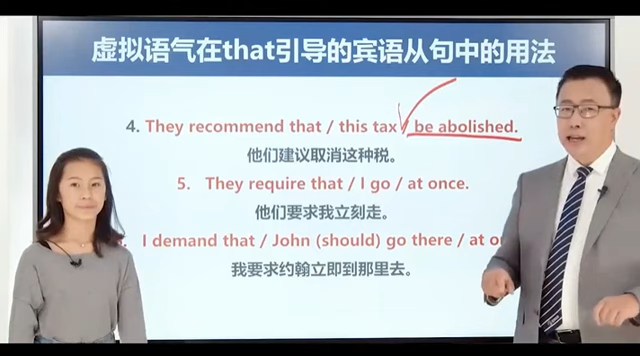 虚拟语气在that引导的宾语从句中的用法
4. They recommend that / this tax / be abolished.
他们建议取消这种税。
5. They require that / I go / at once.
他们要求我立刻走。
I demand that / John (should) go there / at o
我要求约翰立即到那里去。